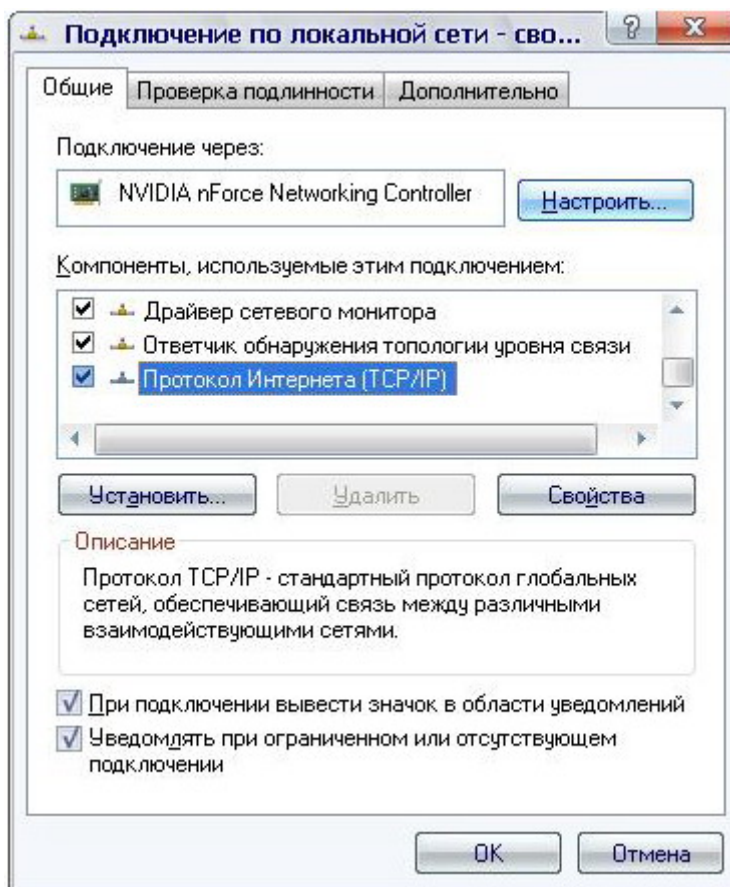 Подключение по локальной сети - сво...
Общие Проверка подлинности Дополнительно
Подключение через:
NVIDIA nForce Networking Controller Настроить...
Компоненты, используемые этим подключением:
Драйвер сетевого монитора
Ответчик обнаружения топологии уровня связи
Протокол Интернета (TCP/IP)
Установить... Удалить Свойства
Описание
Протокол TCP/IP - стандартный протокол глобальных
сетей, обеспечивающий связь между различными
взаимодействующими сетями.
При подключении вывести значок в области уведомлений
Уведомлять при ограниченном или отсутствующем
подключении
OK Отмена